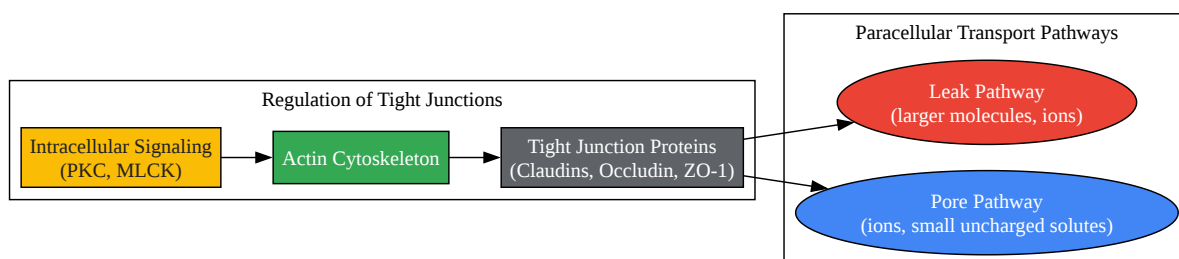 Regulation of Tight Junctions
Intracellular Signaling
(PKC, MLCK)
Actin Cytoskeleton
Tight Junction Proteins
(Claudins, Occludin, ZO-1)
Paracellular Transport Pathways
Leak Pathway
(larger molecules, ions)
Pore Pathway
(ions, small uncharged solutes)